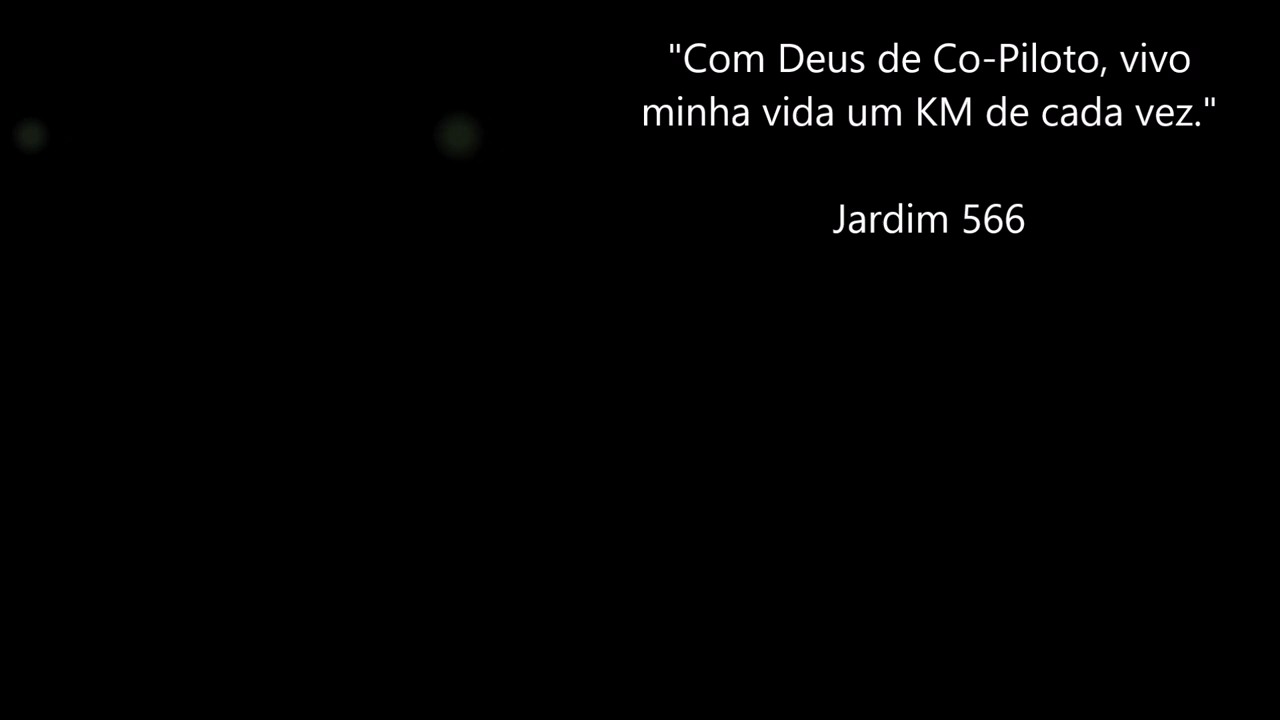 "Com Deus de Co-Piloto, vivo
minha vida um KM de cada vez."
Jardim 566